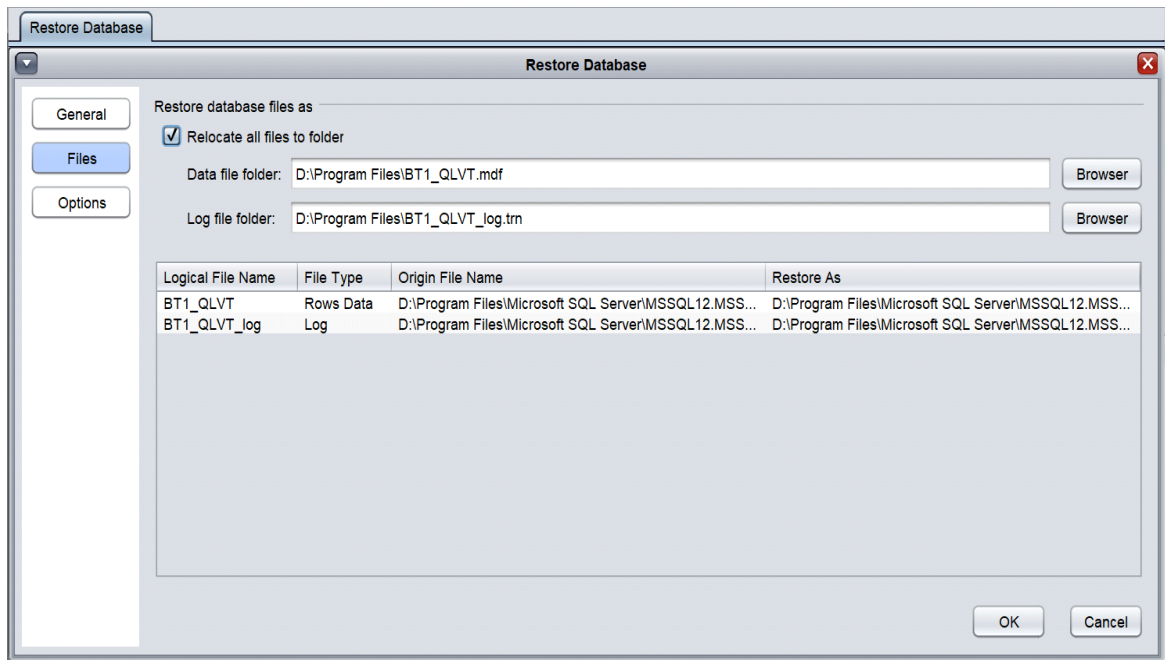 Restore Database
Restore Database
General
Files
Options
Restore database files as
Relocate all files to folder
Data file folder: D:\Program Files\BT1_QLVT.mdf Browser
Log file folder: D:\Program Files\BT1_QLVT_log.trn Browser
Logical File Name File Type Origin File Name Restore As
BT1_QLVT Rows Data D:\Program Files\Microsoft SQL Server\MSSQL12.MSS... D:\Program Files\Microsoft SQL Server\MSSQL12.MSS...
BT1_QLVT_log Log D:\Program Files\Microsoft SQL Server\MSSQL12.MSS... D:\Program Files\Microsoft SQL Server\MSSQL12.MSS...
OK Cancel